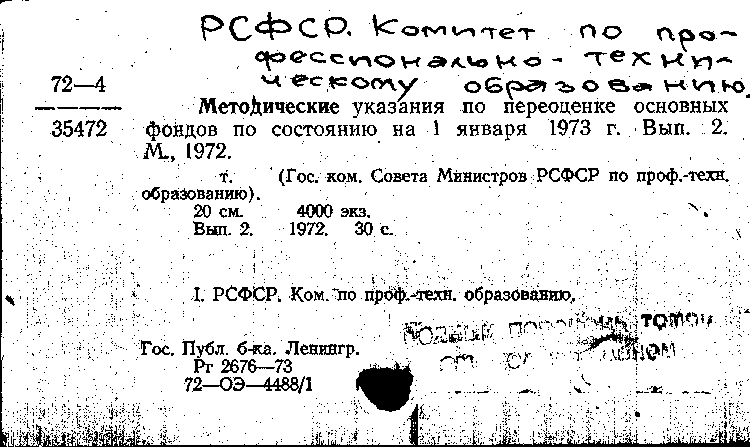 РСФСР. Комитет по про-
фессионально-техни-
ческому образованию.
72—4
35472
Методические указания по переоценке основных
фондов по состоянию на 1 января 1973 г. Вып. 2.
М., 1972.
т. (Гос. ком. Совета Министров РСФСР по проф.-техн.
образованию).
20 см. 4000 экз.
Вып. 2. 1972. 30 с.
I. РСФСР. Ком. по проф.-техн. образованию.
Гос. Публ. б-ка. Ленингр.
Рг 2676—73
72—ОЭ—4488/1